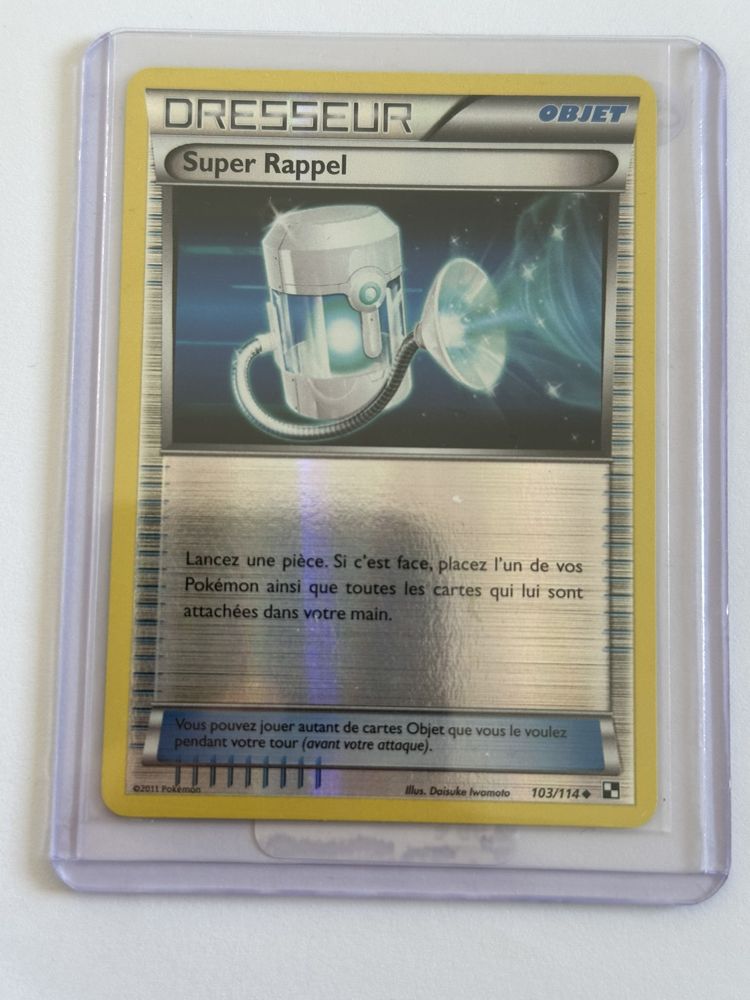 DRESSEUR
OBJET
Super Rappel
Lancez une pièce. Si c'est face, placez l'un de vos
Pokémon ainsi que toutes les cartes qui lui sont
attachées dans votre main.
Vous pouvez jouer autant de cartes Objet que vous le voulez
pendant votre tour (avant votre attaque).
©2011 Pokémon
Illus. Daisuke Iwamoto
103/114